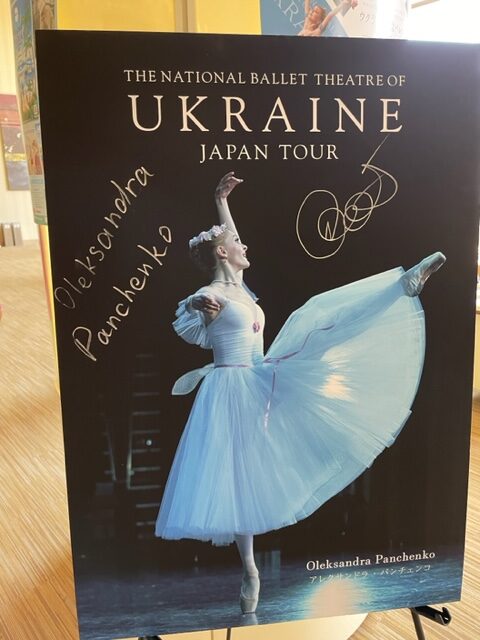 THE NATIONAL BALLET THEATRE OF
UKRAINE
JAPAN TOUR
Oleksandra
Panchenko
Oleksandra Panchenko
アレクサンドラ・パンチェンコ